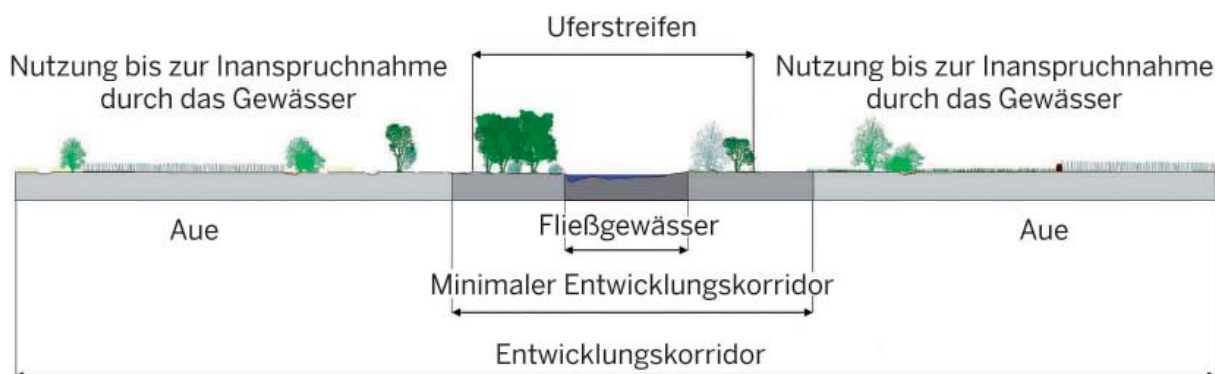 Uferstreifen
Nutzung bis zur Inanspruchnahme
durch das Gewässer
Nutzung bis zur Inanspruchnahme
durch das Gewässer
Aue
Fließgewässer
Aue
Minimaler Entwicklungskorridor
Entwicklungskorridor